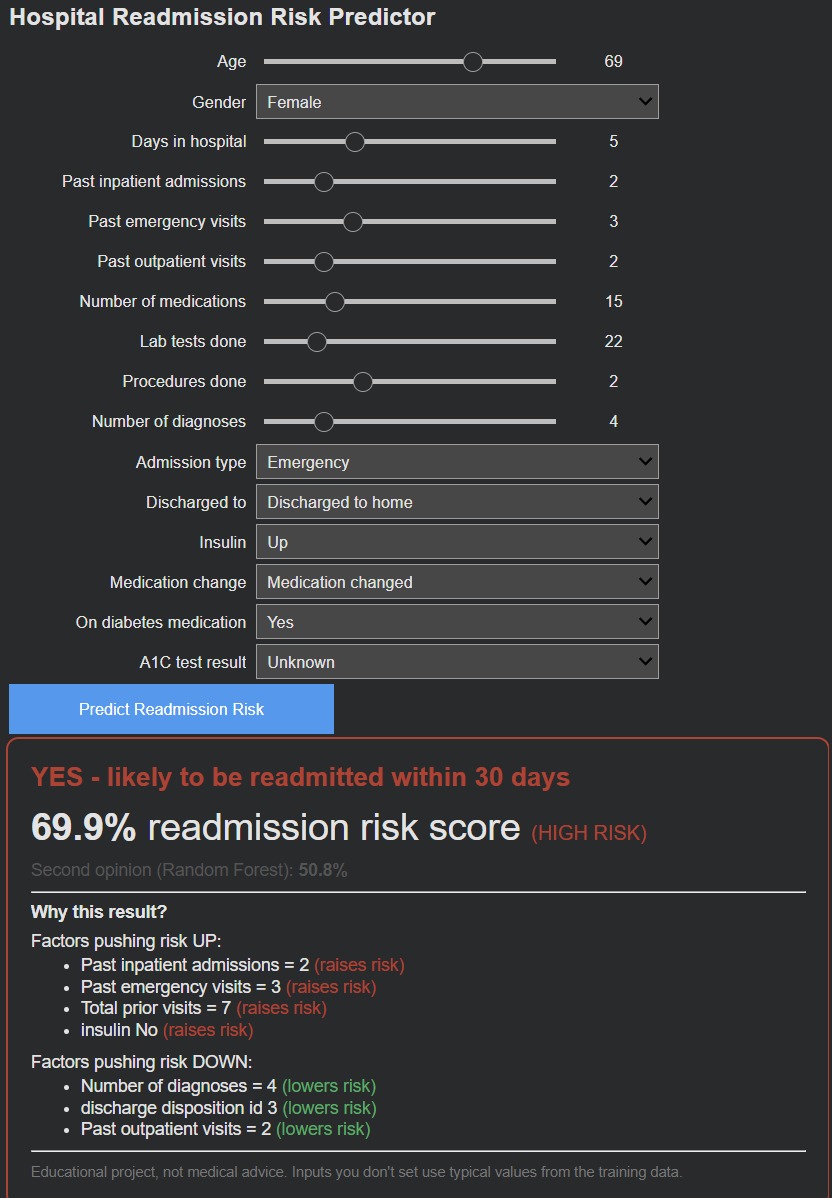 Hospital Readmission Risk Predictor
Age 69
Gender Female
Days in hospital 5
Past inpatient admissions 2
Past emergency visits 3
Past outpatient visits 2
Number of medications 15
Lab tests done 22
Procedures done 2
Number of diagnoses 4
Admission type Emergency
Discharged to Discharged to home
Insulin Up
Medication change Medication changed
On diabetes medication Yes
A1C test result Unknown
Predict Readmission Risk
YES - likely to be readmitted within 30 days
69.9% readmission risk score (HIGH RISK)
Second opinion (Random Forest): 50.8%
Why this result?
Factors pushing risk UP:
• Past inpatient admissions = 2 (raises risk)
• Past emergency visits = 3 (raises risk)
• Total prior visits = 7 (raises risk)
• insulin No (raises risk)
Factors pushing risk DOWN:
• Number of diagnoses = 4 (lowers risk)
• discharge disposition id 3 (lowers risk)
• Past outpatient visits = 2 (lowers risk)
Educational project, not medical advice. Inputs you don't set use typical values from the training data.